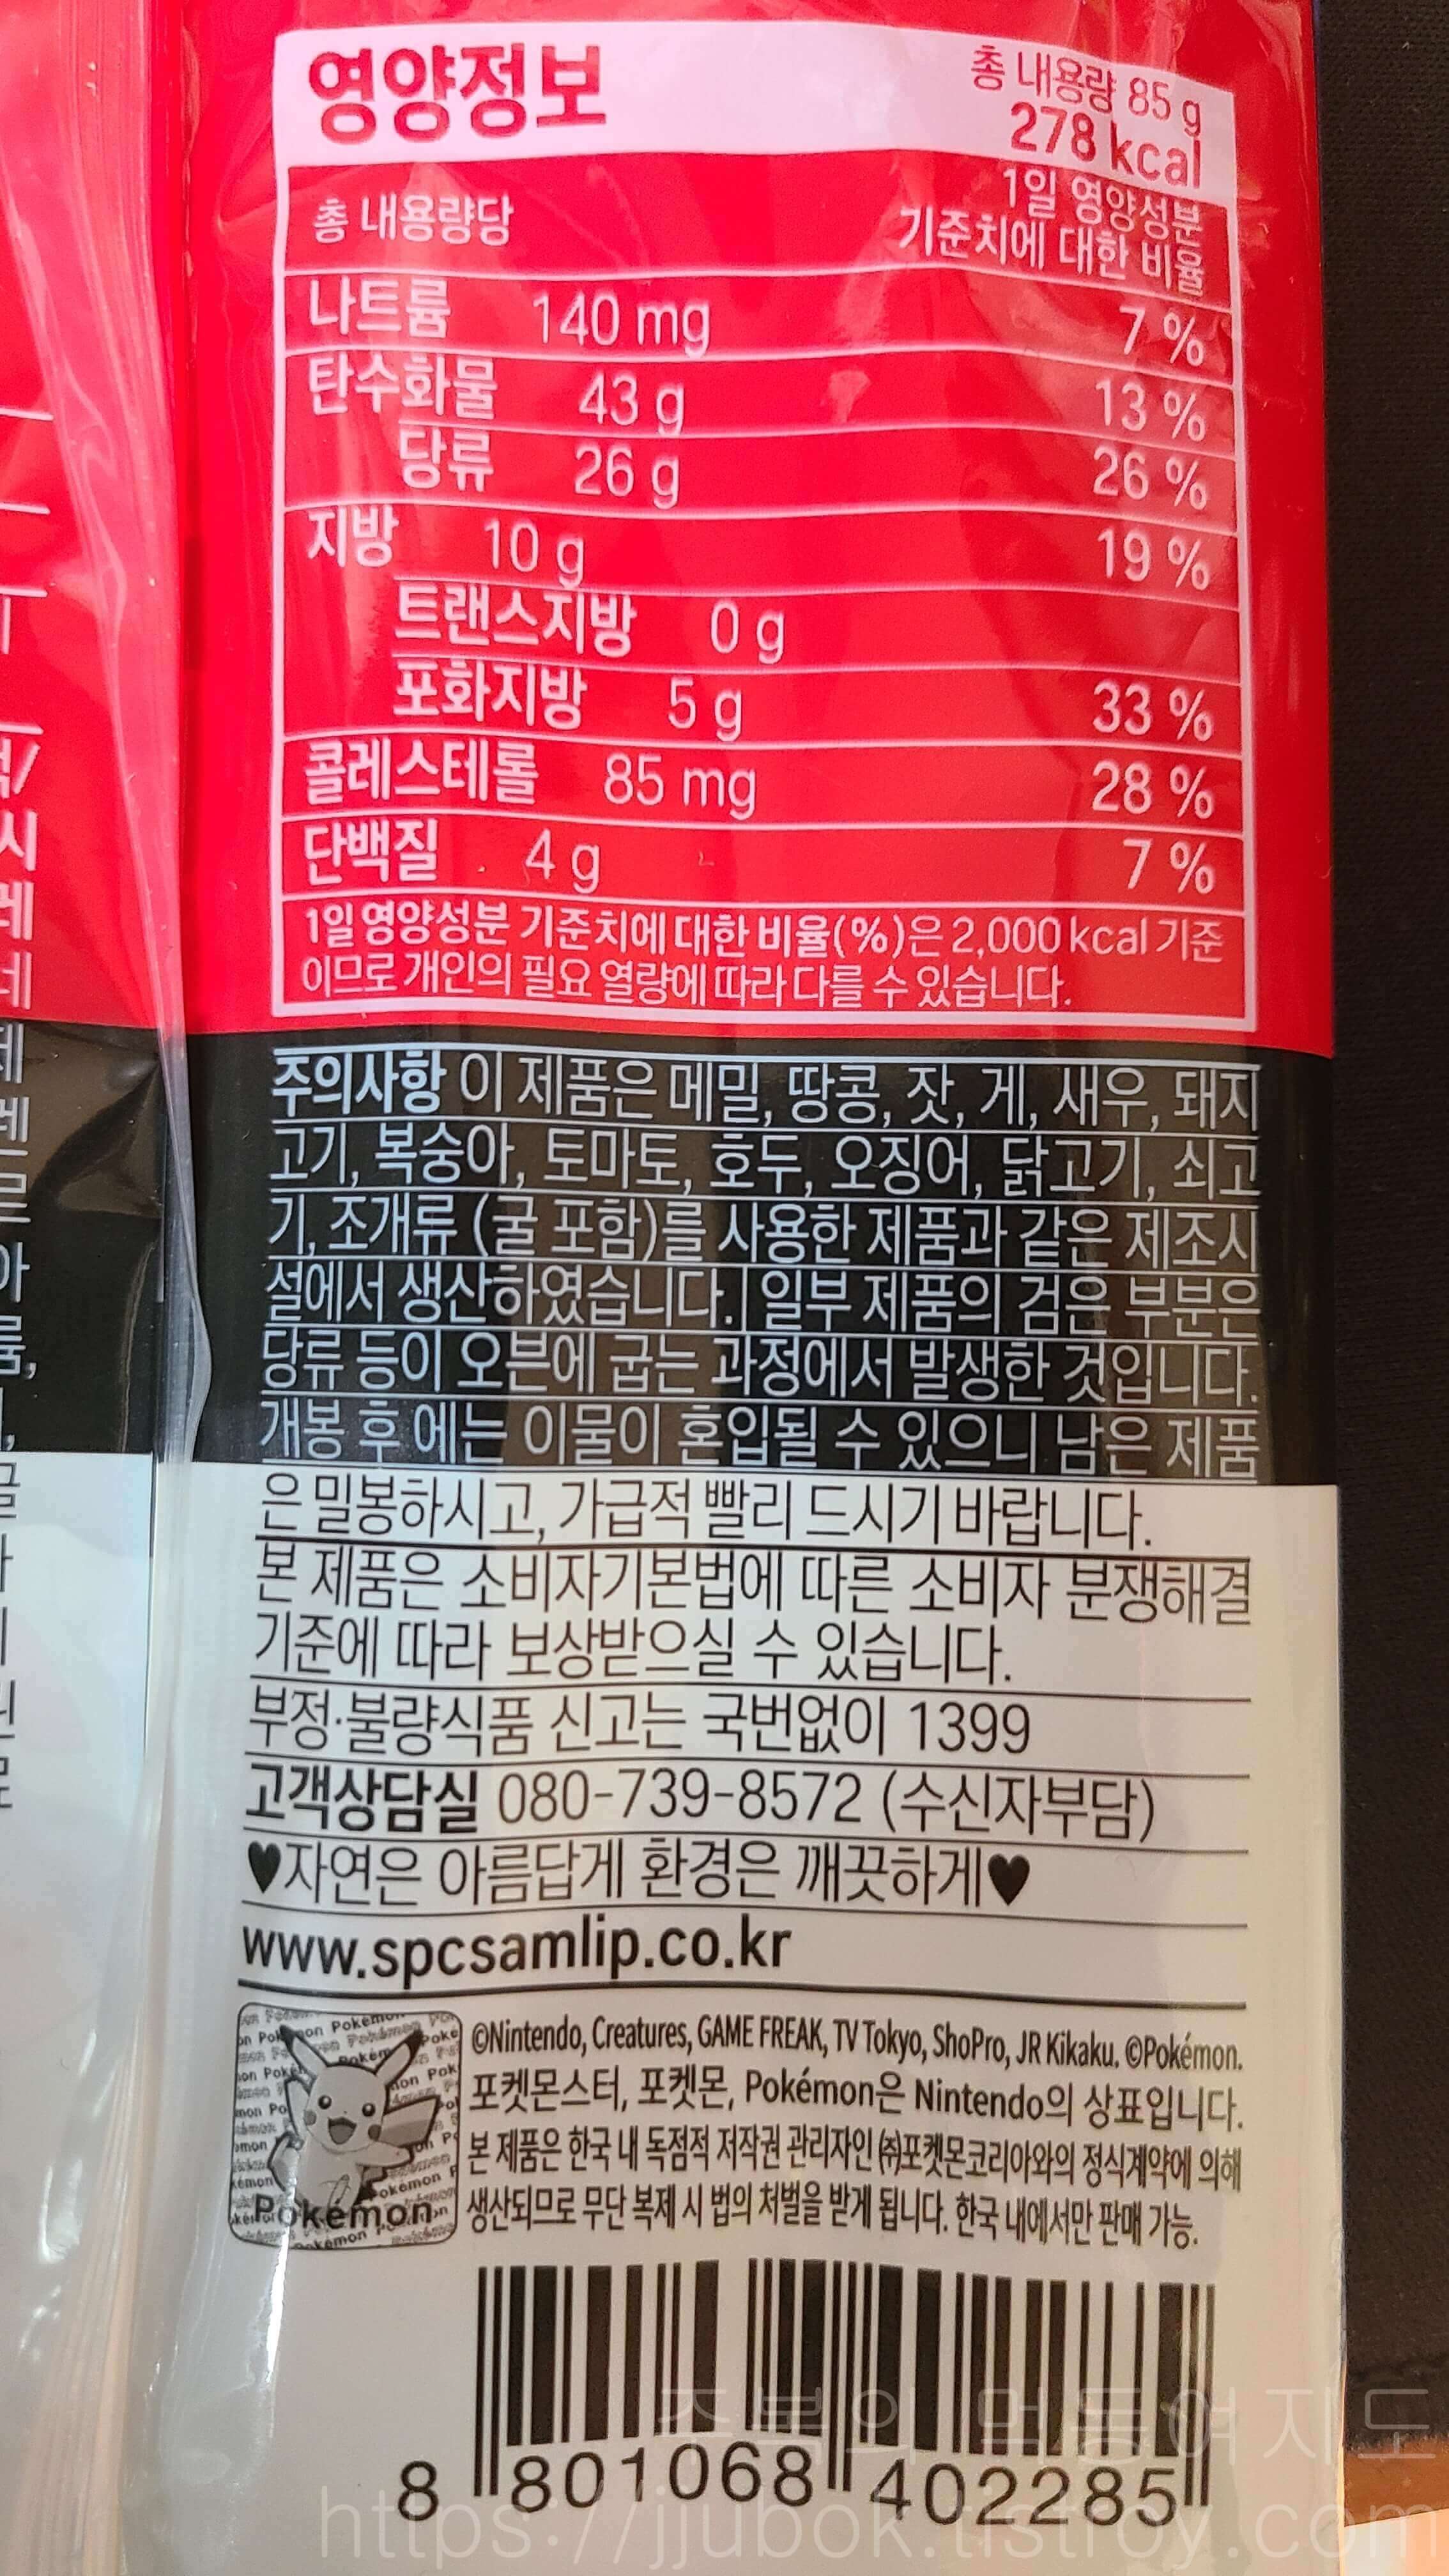 영양정보
총 내용량 85 g
278 kcal
총 내용량당
1일 영양성분
기준치에 대한 비율
나트륨 140 mg 7 %
탄수화물 43 g 13 %
당류 26 g 26 %
지방 10 g 19 %
트랜스지방 0 g
포화지방 5 g 33 %
콜레스테롤 85 mg 28 %
단백질 4 g 7 %
1일 영양성분 기준치에 대한 비율(%)은 2,000 kcal 기준
이므로 개인의 필요 열량에 따라 다를 수 있습니다.
주의사항 이 제품은 메밀, 땅콩, 잣, 게, 새우, 돼지
고기, 복숭아, 토마토, 호두, 오징어, 닭고기, 쇠고
기, 조개류 (굴 포함)를 사용한 제품과 같은 제조시
설에서 생산하였습니다. | 일부 제품의 검은 부분은
당류 등이 오븐에 굽는 과정에서 발생한 것입니다.
개봉 후 에는 이물이 혼입될 수 있으니 남은 제품
은 밀봉하시고, 가급적 빨리 드시기 바랍니다.
본 제품은 소비자기본법에 따른 소비자 분쟁해결
기준에 따라 보상받으실 수 있습니다.
부정·불량식품 신고는 국번없이 1399
고객상담실 080-739-8572 (수신자부담)
♥자연은 아름답게 환경은 깨끗하게♥
www.spcsamlip.co.kr
©Nintendo, Creatures, GAME FREAK, TV Tokyo, ShoPro, JR Kikaku. ©Pokémon.
포켓몬스터, 포켓몬, Pokémon은 Nintendo의 상표입니다.
본 제품은 한국 내 독점적 저작권 관리자인 ㈜포켓몬코리아와의 정식계약에 의해
생산되므로 무단 복제 시 법의 처벌을 받게 됩니다. 한국 내에서만 판매 가능.
Pokémon
8 801068 402285
주복의 먹동여지도
https://jjubok.tistroy.com